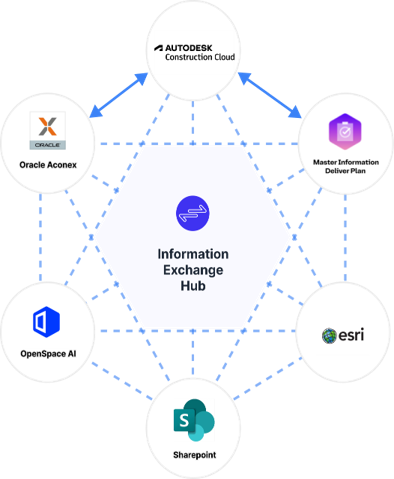 AUTODESK
Construction Cloud
ORACLE
Oracle Aconex
Master Information
Deliver Plan
Information
Exchange
Hub
OpenSpace AI
esri
S
Sharepoint